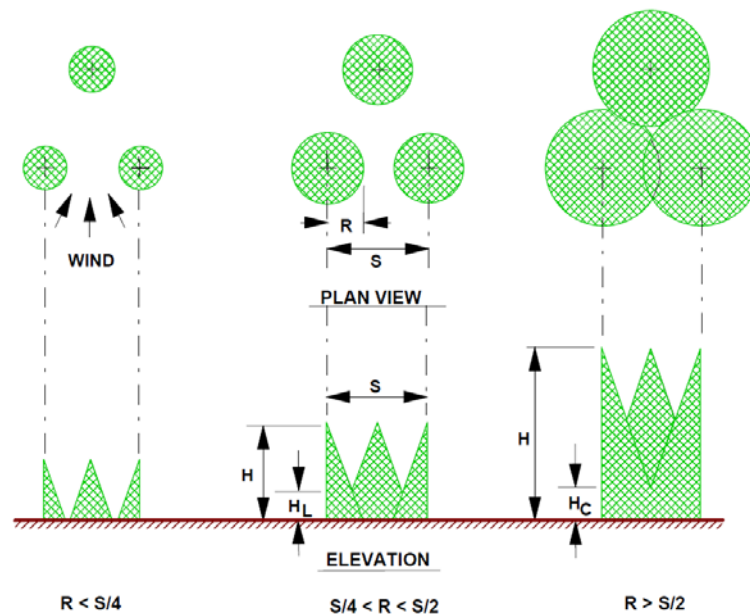 WIND
R
S
PLAN VIEW
S
H
H
HL
HC
ELEVATION
R < S/4
S/4 < R < S/2
R > S/2